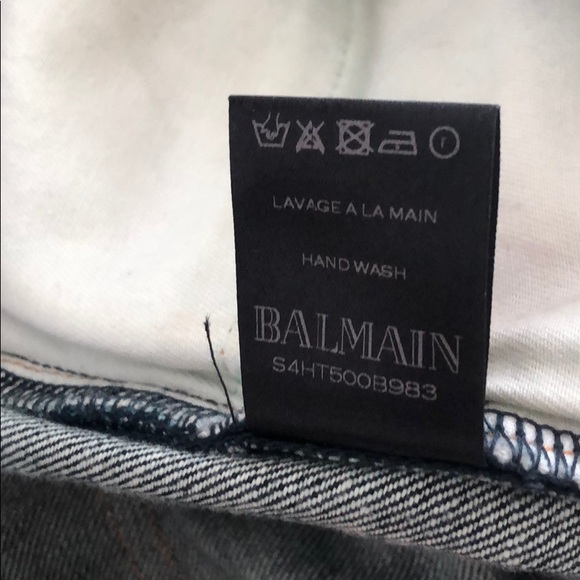 LAVAGE A LA MAIN
HAND WASH
BALMAIN
S4HT500B983